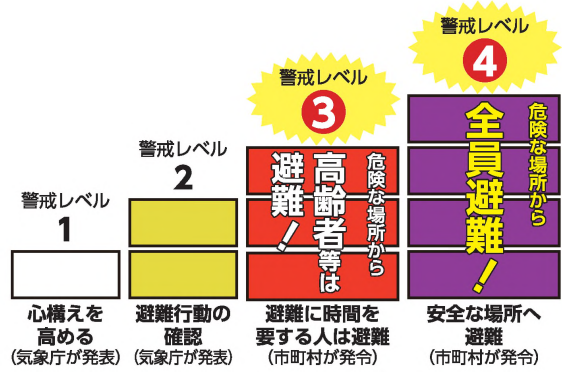 警戒レベル
1
心構えを
高める
（気象庁が発表）
警戒レベル
2
避難行動の
確認
（気象庁が発表）
警戒レベル
3
危険な場所から
高齢者等は
避難！
避難に時間を
要する人は避難
（市町村が発令）
警戒レベル
4
危険な場所から
全員避難！
安全な場所へ
避難
（市町村が発令）